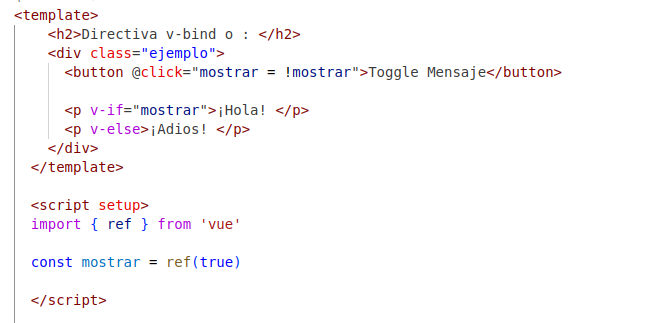 <template>
<h2>Directiva v-bind o : </h2>
<div class="ejemplo">
<button @click="mostrar = !mostrar">Toggle Mensaje</button>
<p v-if="mostrar">¡Hola! </p>
<p v-else>¡Adios! </p>
</div>
</template>
<script setup>
import { ref } from 'vue'
const mostrar = ref(true)
</script>